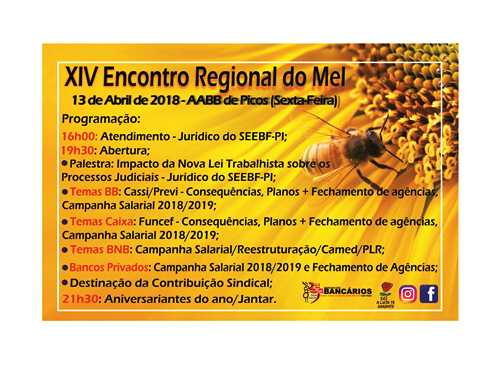 XIV Encontro Regional do Mel
13 de Abril de 2018 - AABB de Picos (Sexta-Feira)
Programação:
16h00: Atendimento - Jurídico do SEEBF-PI;
19h30: Abertura;
• Palestra: Impacto da Nova Lei Trabalhista sobre os
Processos Judiciais - Jurídico do SEEBF-PI;
• Temas BB: Cassi/Previ - Consequências, Planos + Fechamento de agências,
Campanha Salarial 2018/2019;
• Temas Caixa: Funcef - Consequências, Planos + Fechamento de agências,
Campanha Salarial 2018/2019;
• Temas BNB: Campanha Salarial/Reestruturação/Camed/PLR;
• Bancos Privados: Campanha Salarial 2018/2019 e Fechamento de Agências;
• Destinação da Contribuição Sindical;
21h30: Aniversariantes do ano/Jantar.
BANCÁRIOS